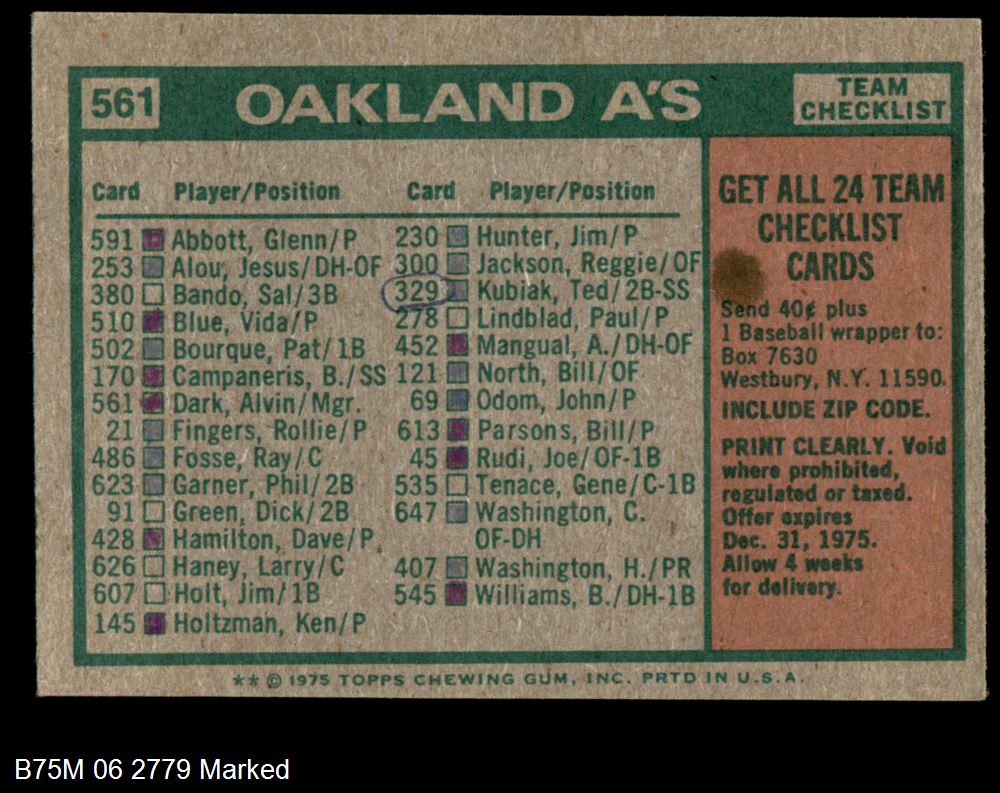 561 OAKLAND A'S TEAM CHECKLIST
Card Player/Position
591 Abbott, Glenn/P
253 Alou, Jesus/DH-OF
380 Bando, Sal/3B
510 Blue, Vida/P
502 Bourque, Pat/1B
170 Campaneris, B./SS
561 Dark, Alvin/Mgr.
21 Fingers, Rollie/P
486 Fosse, Ray/C
623 Garner, Phil/2B
91 Green, Dick/2B
428 Hamilton, Dave/P
626 Haney, Larry/C
607 Holt, Jim/1B
145 Holtzman, Ken/P
Card Player/Position
230 Hunter, Jim/P
300 Jackson, Reggie/OF
329 Kubiak, Ted/2B-SS
278 Lindblad, Paul/P
452 Mangual, A./DH-OF
121 North, Bill/OF
69 Odom, John/P
613 Parsons, Bill/P
45 Rudi, Joe/OF-1B
535 Tenace, Gene/C-1B
647 Washington, C.
OF-DH
407 Washington, H./PR
545 Williams, B./DH-1B
GET ALL 24 TEAM
CHECKLIST
CARDS
Send 40¢ plus
1 Baseball wrapper to:
Box 7630
Westbury, N.Y. 11590.
INCLUDE ZIP CODE.
PRINT CLEARLY. Void
where prohibited,
regulated or taxed.
Offer expires
Dec. 31, 1975.
Allow 4 weeks
for delivery.
** © 1975 TOPPS CHEWING GUM, INC. PRTD IN U.S.A.
B75M 06 2779 Marked